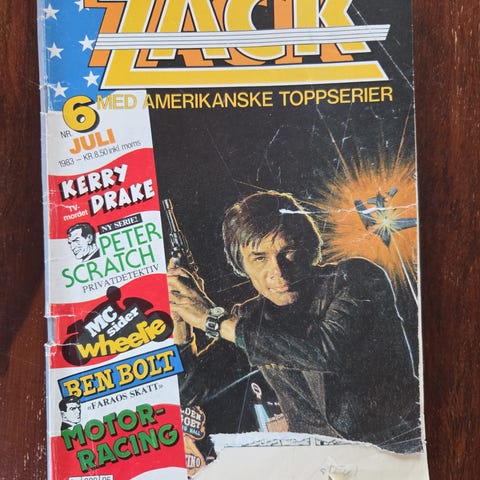 ZACK
MED AMERIKANSKE TOPPSERIER
NR. 6
JULI
1983 – KR. 8,50 inkl. moms
KERRY
TV-
mordet
DRAKE
NY SERIE!
PETER
SCRATCH
PRIVATDETEKTIV
MC
sider
wheelie
BEN BOLT
«FARAOS SKATT»
MOTOR-
RACING